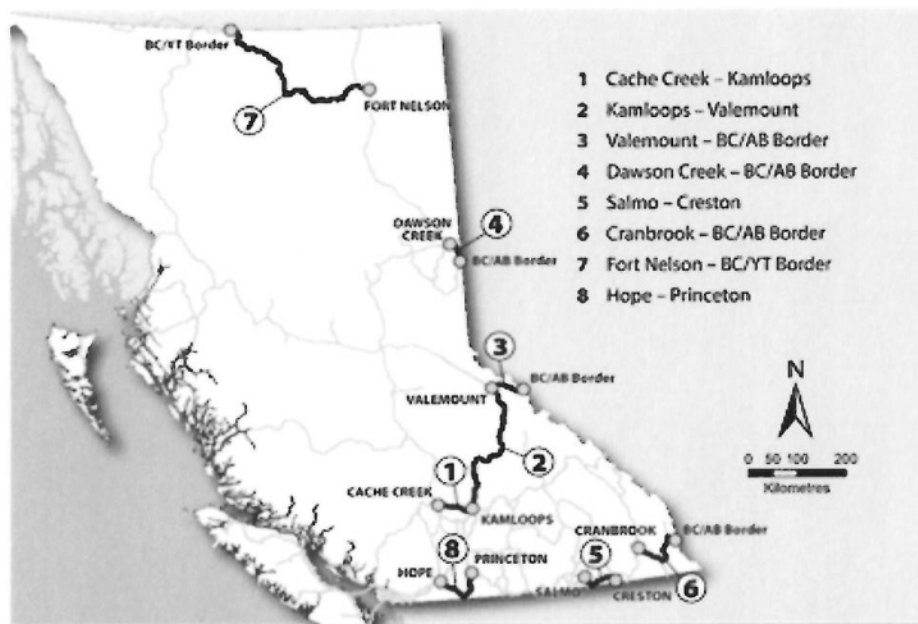 BC/YT Border
FORT NELSON
7
1 Cache Creek – Kamloops
2 Kamloops – Valemount
3 Valemount – BC/AB Border
4 Dawson Creek – BC/AB Border
5 Salmo – Creston
6 Cranbrook – BC/AB Border
7 Fort Nelson – BC/YT Border
8 Hope – Princeton
DAWSON
CREEK
4
BC/AB Border
3
VALEMOUNT
BC/AB Border
N
0 50 100 200
Kilometres
2
1
CACHE CREEK
KAMLOOPS
CRANBROOK
BC/AB Border
8
PRINCETON
5
HOPE
SALMO
CRESTON
6